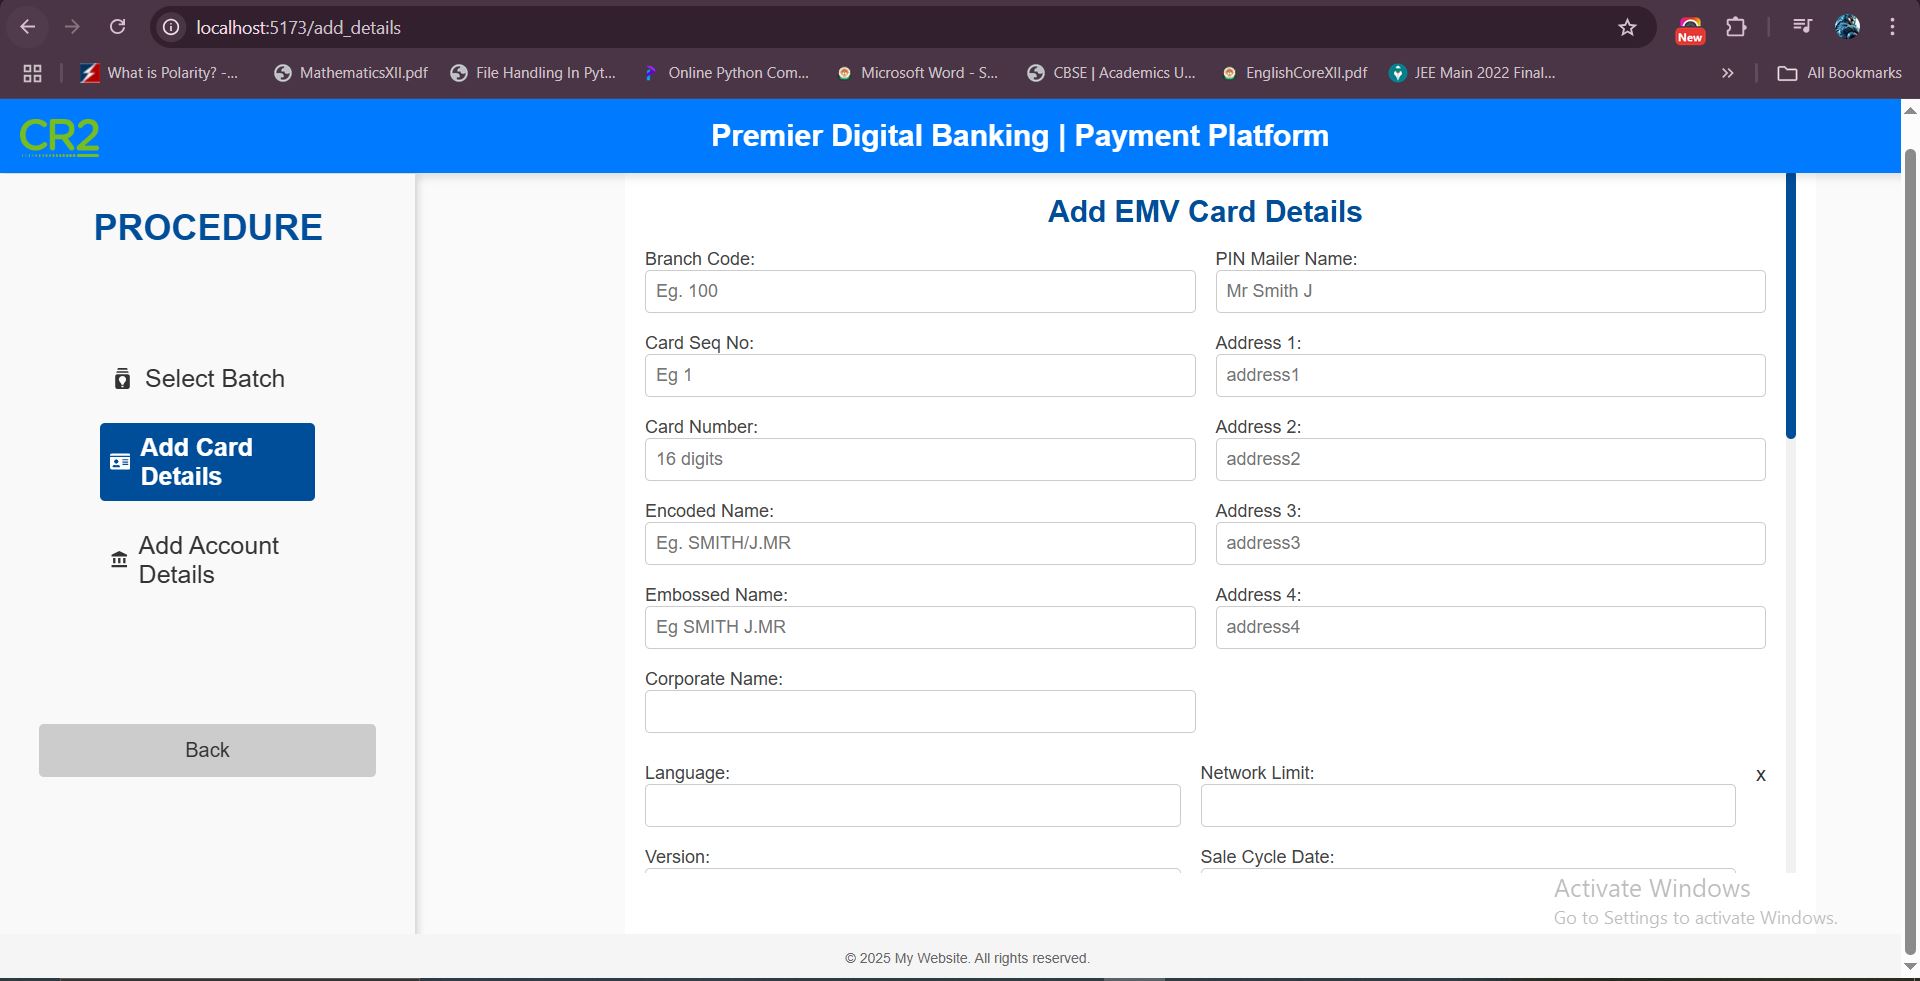 localhost:5173/add_details
New
What is Polarity? -...
MathematicsXII.pdf
File Handling In Pyt...
Online Python Com...
Microsoft Word - S...
CBSE | Academics U...
EnglishCoreXII.pdf
JEE Main 2022 Final...
All Bookmarks
CR2
Premier Digital Banking | Payment Platform
PROCEDURE
Select Batch
Add Card
Details
Add Account
Details
Back
Add EMV Card Details
Branch Code:
Eg. 100
PIN Mailer Name:
Mr Smith J
Card Seq No:
Eg 1
Address 1:
address1
Card Number:
16 digits
Address 2:
address2
Encoded Name:
Eg. SMITH/J.MR
Address 3:
address3
Embossed Name:
Eg SMITH J.MR
Address 4:
address4
Corporate Name:
Language:
Network Limit:
X
Version:
Sale Cycle Date:
Activate Windows
Go to Settings to activate Windows.
© 2025 My Website. All rights reserved.